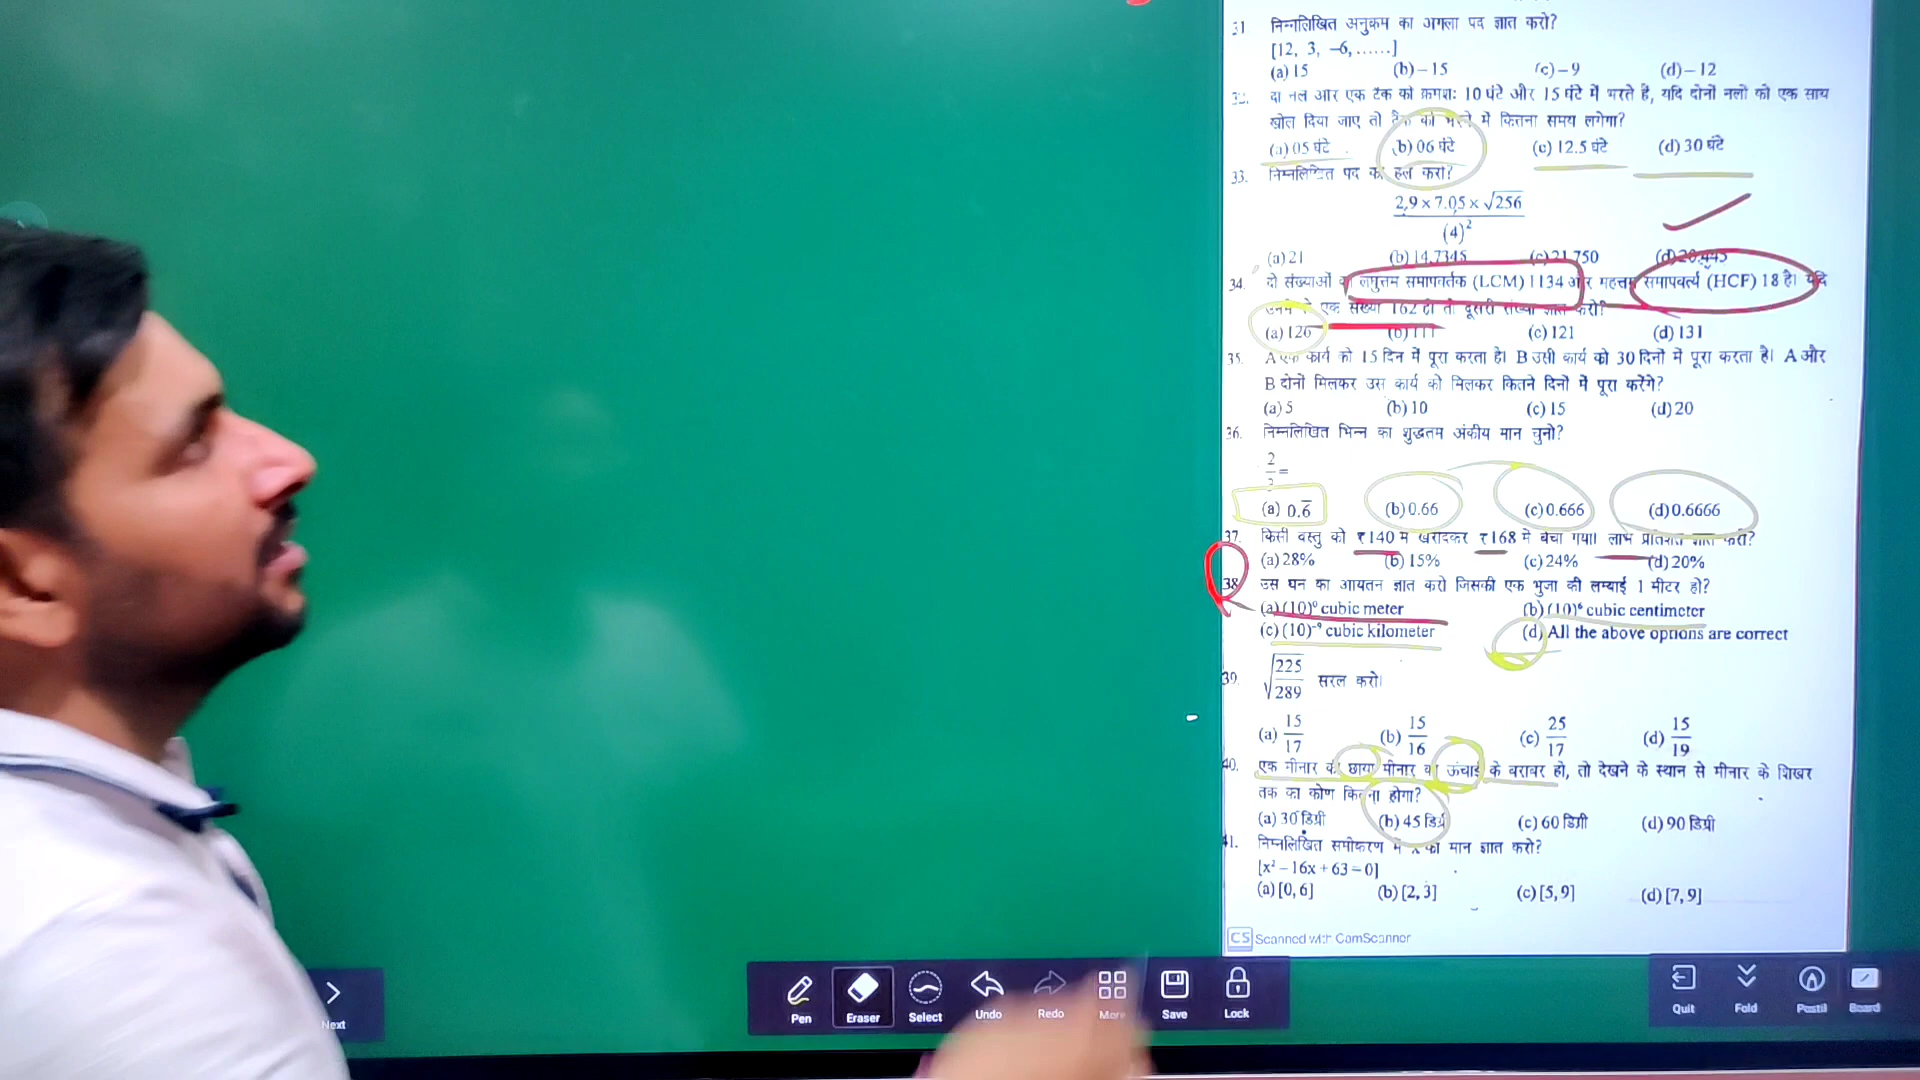 31 निम्नलिखित अनुक्रम का अगला पद ज्ञात करो?
[12, 3, –6, ......]
(a) 15 (b) – 15 (c) – 9 (d) – 12
32. दो नल और एक टैंक को क्रमशः 10 घंटे और 15 घंटे में भरते है, यदि दोनों नलों को एक साथ
खोल दिया जाए तो टैंक को भरने में कितना समय लगेगा?
(a) 05 घंटे (b) 06 घंटे (c) 12.5 घंटे (d) 30 घंटे
33. निम्नलिखित पद को हल करो?
2.9 × 7.05 × √256
(4)²
(a) 21 (b) 14.7345 (c) 21.750 (d) 20.445
34. दो संख्याओं का लघुत्तम समापवर्तक (LCM) 1134 और महत्तम समापवर्त्य (HCF) 18 है। यदि
उनमें से एक संख्या 162 हो तो दूसरी संख्या ज्ञात करो?
(a) 126 (b) 111 (c) 121 (d) 131
35. A एक कार्य को 15 दिन में पूरा करता है। B उसी कार्य को 30 दिनों में पूरा करता है। A और
B दोनों मिलकर उस कार्य को मिलकर कितने दिनों में पूरा करेंगे?
(a) 5 (b) 10 (c) 15 (d) 20
36. निम्नलिखित भिन्न का शुद्धतम अंकीय मान चुनो?
2
3 =
(a) 0.6̅ (b) 0.66 (c) 0.666 (d) 0.6666
37. किसी वस्तु को ₹140 में खरीदकर ₹168 में बेचा गया। लाभ प्रतिशत ज्ञात करो?
(a) 28% (b) 15% (c) 24% (d) 20%
38 उस घन का आयतन ज्ञात करो जिसकी एक भुजा की लम्बाई 1 मीटर हो?
(a) (10)⁰ cubic meter (b) (10)⁶ cubic centimeter
(c) (10)⁻⁹ cubic kilometer (d) All the above options are correct
39. √225/289 सरल करो।
(a) 15/17 (b) 15/16 (c) 25/17 (d) 15/19
40. एक मीनार की छाया मीनार की ऊंचाई के बराबर हो, तो देखने के स्थान से मीनार के शिखर
तक का कोण कितना होगा?
(a) 30 डिग्री (b) 45 डिग्री (c) 60 डिग्री (d) 90 डिग्री
41. निम्नलिखित समीकरण में x का मान ज्ञात करो?
[x² – 16x + 63 = 0]
(a) [0, 6] (b) [2, 3] (c) [5, 9] (d) [7, 9]
CS Scanned with CamScanner
Next Pen Eraser Select Undo Redo More Save Lock Quit Fold Postil Board